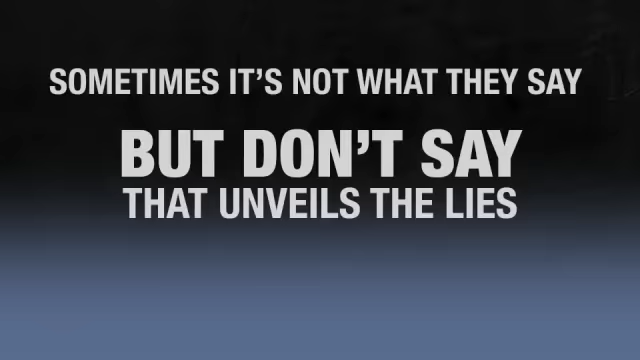 SOMETIMES IT'S NOT WHAT THEY SAY
BUT DON'T SAY
THAT UNVEILS THE LIES